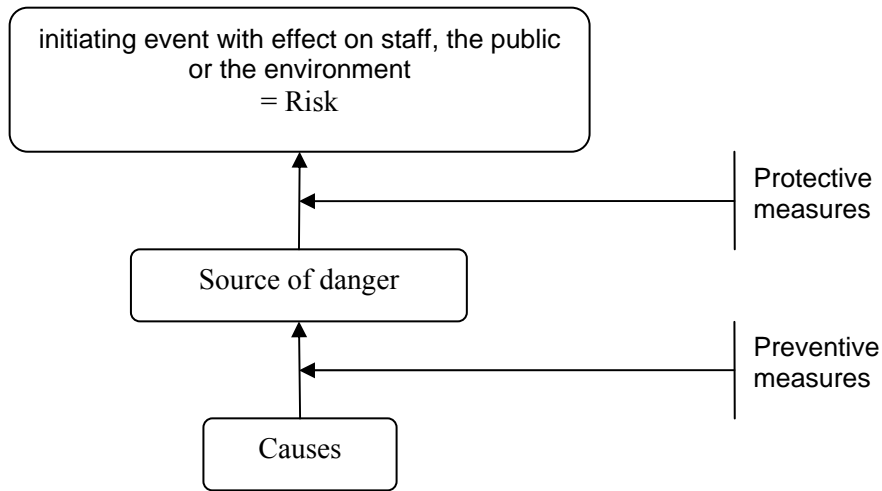 initiating event with effect on staff, the public
or the environment
= Risk
Protective
measures
Source of danger
Preventive
measures
Causes